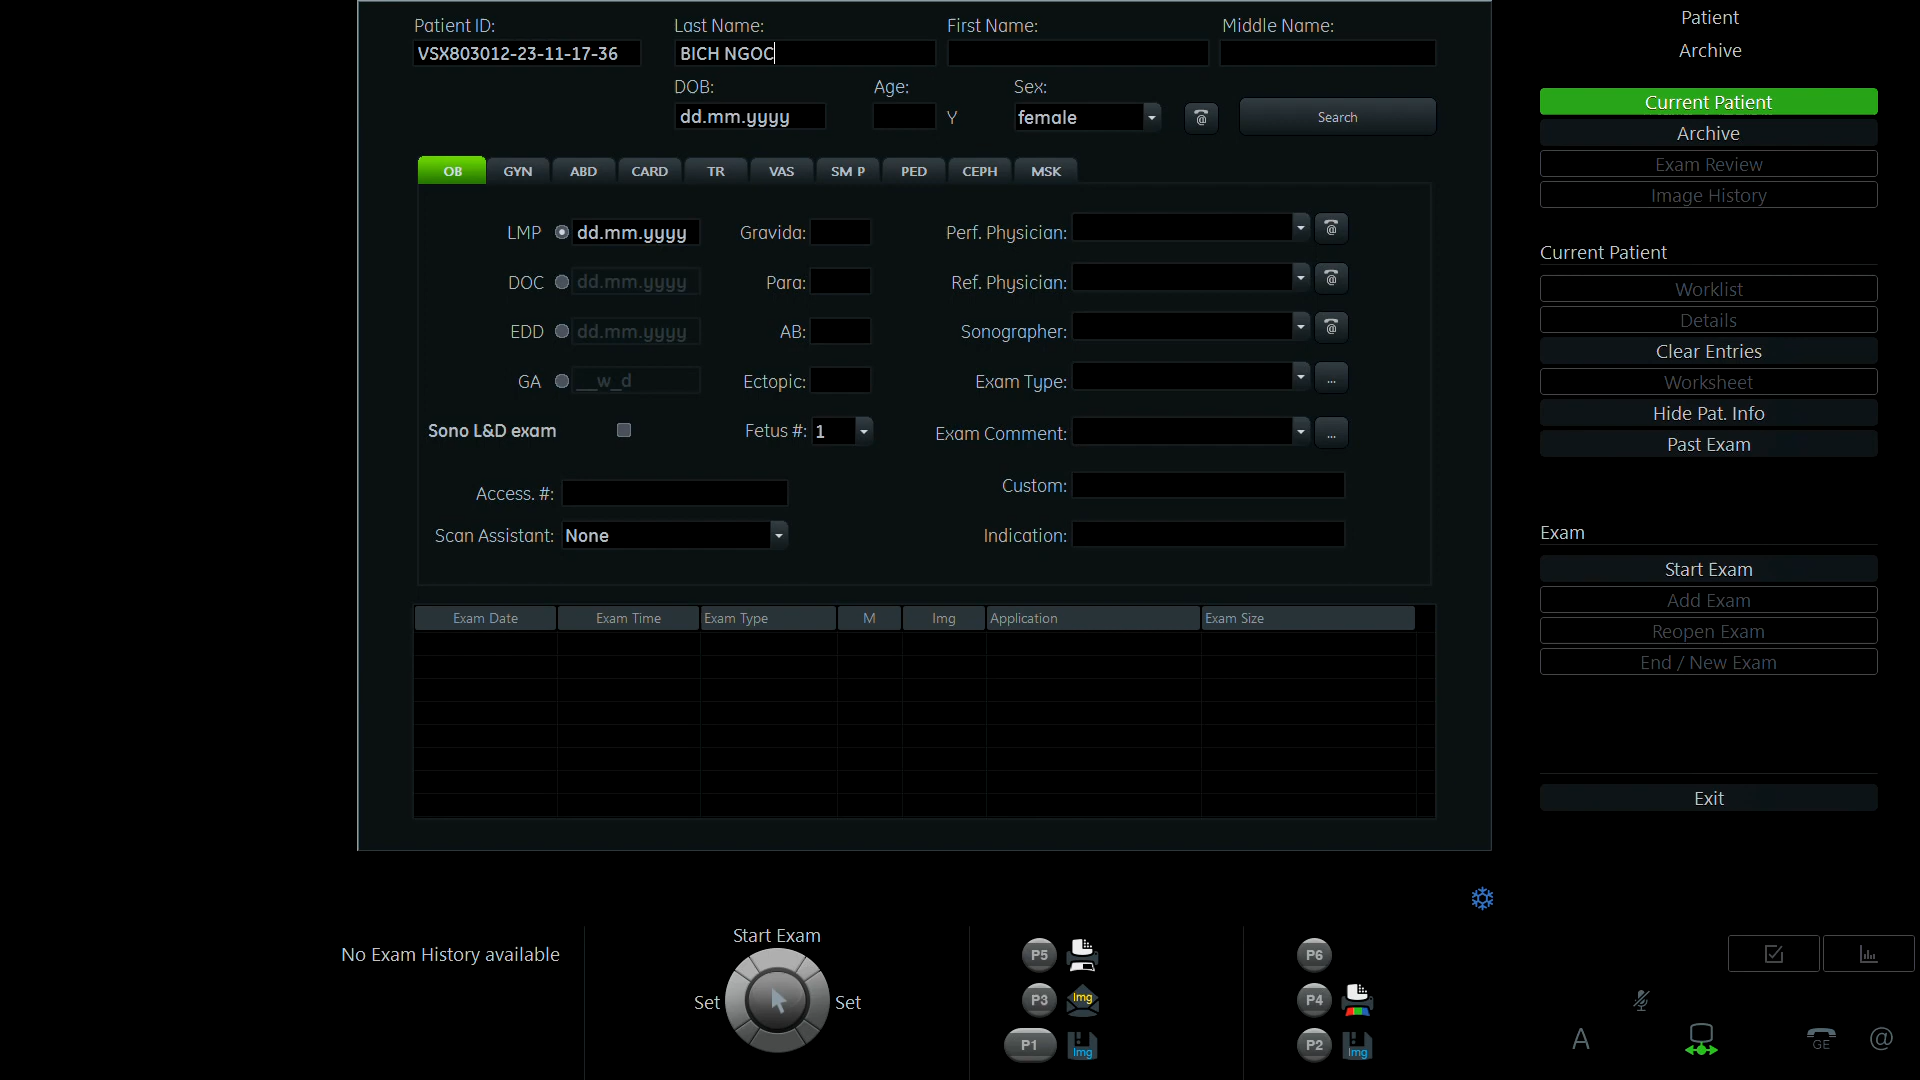 Patient ID: Last Name: First Name: Middle Name:
VSX803012-23-11-17-36 BICH NGOC
DOB: Age: Sex:
dd.mm.yyyy Y female @ Search
OB GYN ABD CARD TR VAS SM P PED CEPH MSK
LMP dd.mm.yyyy Gravida: Perf. Physician: @
DOC dd.mm.yyyy Para: Ref. Physician: @
EDD dd.mm.yyyy AB: Sonographer: @
GA __w_d Ectopic: Exam Type: ...
Sono L&D exam Fetus #: 1 Exam Comment: ...
Access. #: Custom:
Scan Assistant: None Indication:
Exam Date Exam Time Exam Type M Img Application Exam Size
Patient
Archive
Current Patient
Archive
Exam Review
Image History
Current Patient
Worklist
Details
Clear Entries
Worksheet
Hide Pat. Info
Past Exam
Exam
Start Exam
Add Exam
Reopen Exam
End / New Exam
Exit
No Exam History available
Start Exam
Set Set
P5 P6
P3 Img P4
P1 Img P2 Img
A GE @